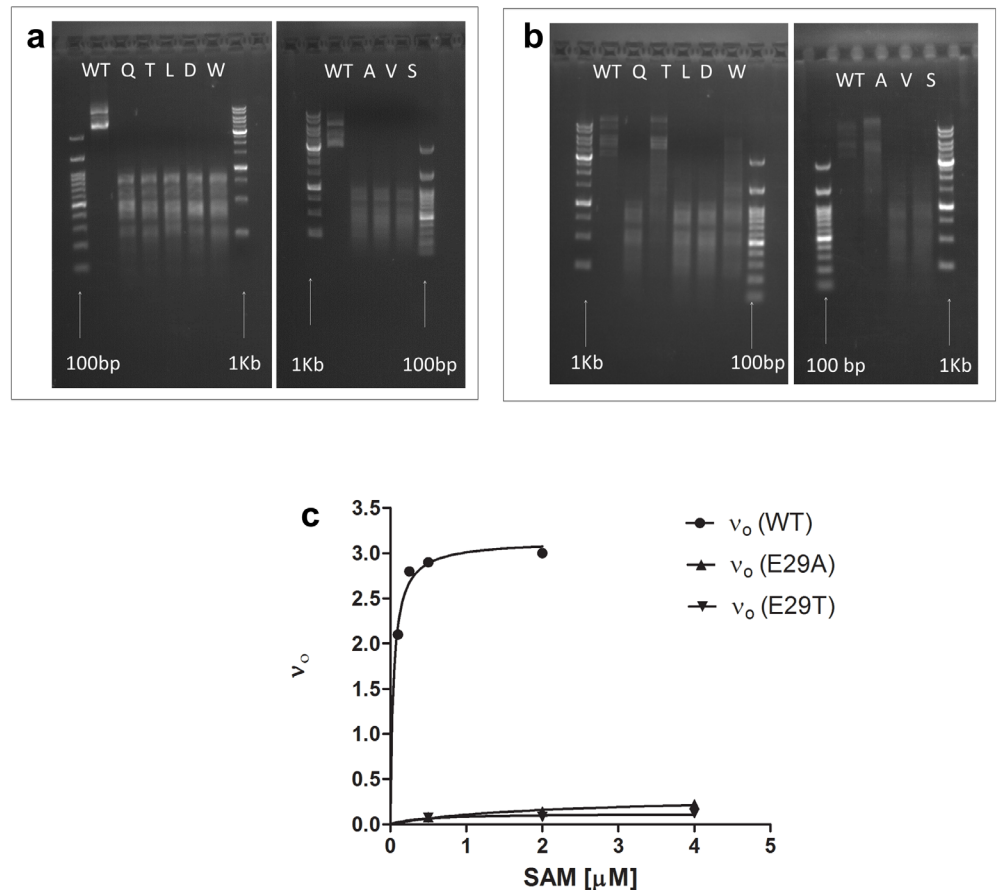 a
WT Q T L D W
WT A V S
100bp
1Kb
1Kb
100bp
b
WT Q T L D W
WT A V S
1Kb
100bp
100 bp
1Kb
c
νo (WT)
νo (E29A)
νo (E29T)
νo
3.5
3.0
2.5
2.0
1.5
1.0
0.5
0.0
0 1 2 3 4 5
SAM [µM]